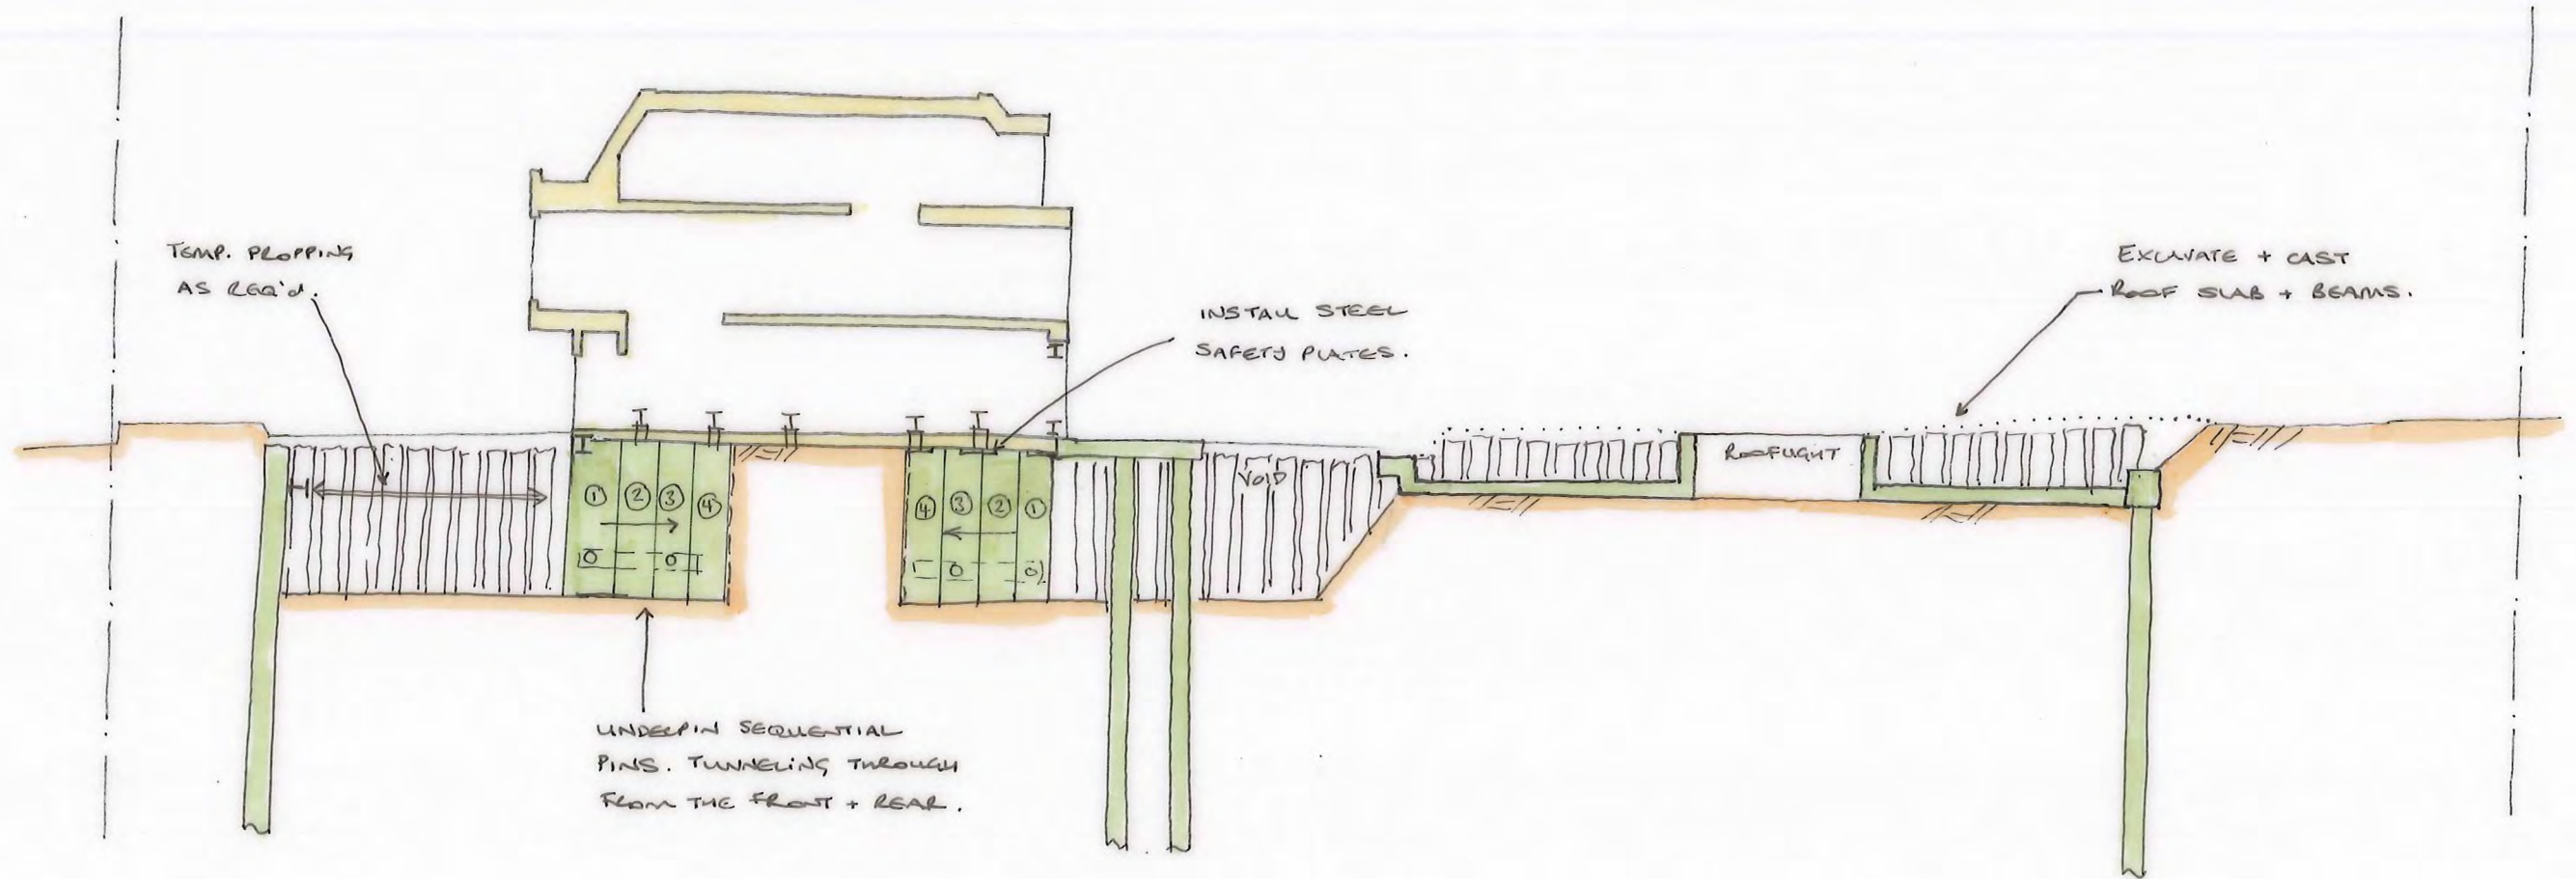 TEMP. PROPPING
AS REQ'd.
INSTALL STEEL
SAFETY PLATES.
EXCAVATE + CAST
ROOF SLAB + BEAMS.
VOID
ROOFLIGHT
① ② ③ ④
④ ③ ② ①
UNDERPIN SEQUENTIAL
PINS. TUNNELING THROUGH
FROM THE FRONT + REAR.